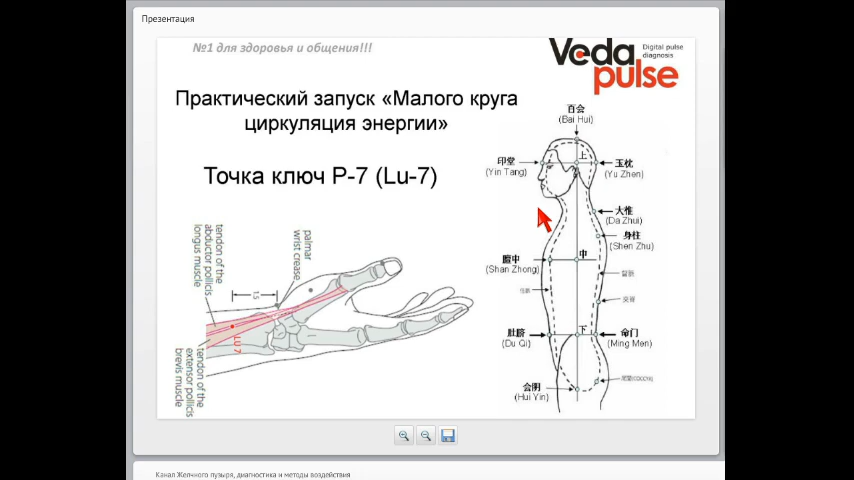 Презентация
№1 для здоровья и общения!!!
Veda
pulse
Digital pulse
diagnosis
Практический запуск «Малого круга
циркуляция энергии»
Точка ключ P-7 (Lu-7)
百会
(Bai Hui)
印堂
(Yin Tang)
上
玉枕
(Yu Zhen)
大椎
(Da Zhui)
身柱
(Shen Zhu)
膻中
(Shan Zhong)
中
肚脐
(Du Qi)
下
命门
(Ming Men)
会阴
(Hui Yin)
tendon of the
abductor pollicis
longus muscle
1.5
palmar
wrist crease
LU 7
tendon of the
extensor pollicis
brevis muscle
Канал Желчного пузыря, диагностика и методы воздействия